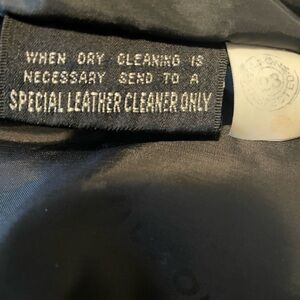 WHEN DRY CLEANING IS
NECESSARY SEND TO A
SPECIAL LEATHER CLEANER ONLY